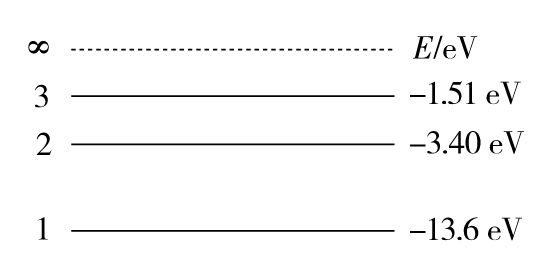 ∞ E/eV
3 –1.51 eV
2 –3.40 eV
1 –13.6 eV